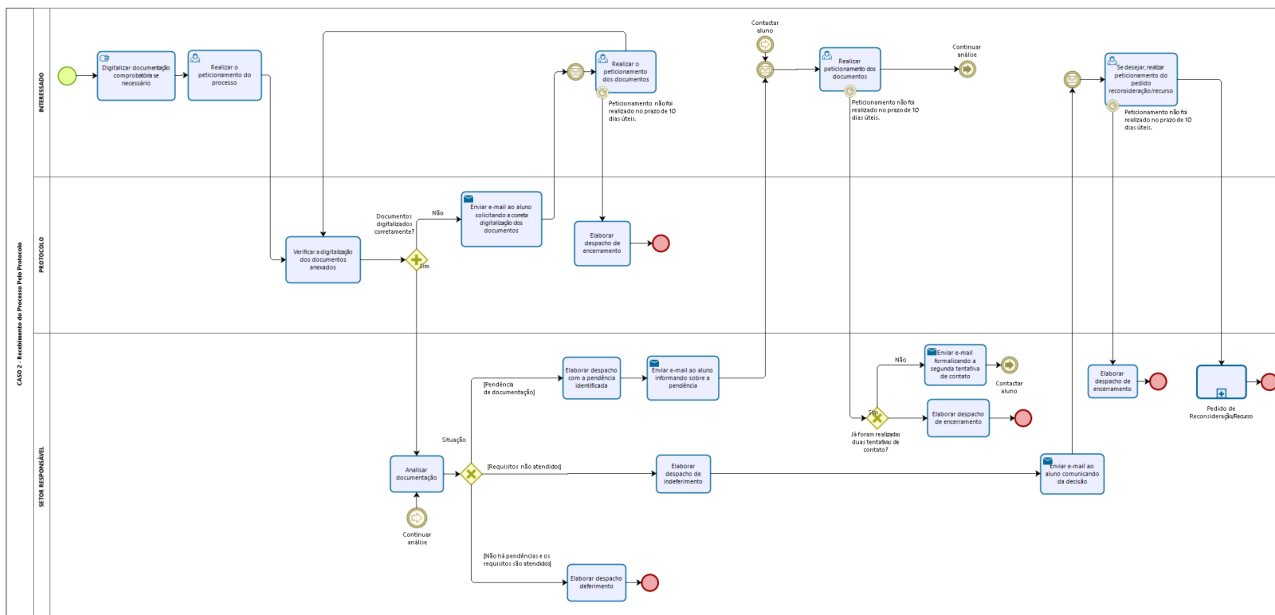 CASO 2 - Recebimento do Processo Pelo Protocolo
INTERESSADO
Digitalizar documentação
comprobatória se
necessário
Realizar o
peticionamento do
processo
Realizar o
peticionamento
dos documentos
Peticionamento não foi
realizado no prazo de 10
dias úteis.
Contactar
aluno
Realizar
peticionamento dos
documentos
Peticionamento não foi
realizado no prazo de 10
dias úteis.
Continuar
análise
Se desejar, realizar
peticionamento do
pedido
reconsideração/recurso
Peticionamento não foi
realizado no prazo de 10
dias úteis.
PROTOCOLO
Verificar a digitalização
dos documentos
anexados
Documentos
digitalizados
corretamente?
Não
Sim
Enviar e-mail ao aluno
solicitando a correta
digitalização dos
documentos
Elaborar
despacho de
encerramento
SETOR RESPONSÁVEL
Analisar
documentação
Continuar
análise
Situação
[Pendência
de documentação]
Elaborar despacho
com a pendência
identificada
Enviar e-mail ao aluno
informando sobre a
pendência
[Requisitos não atendidos]
Elaborar
despacho de
indeferimento
[Não há pendências e os
requisitos são atendidos]
Elaborar despacho
deferimento
Já foram realizadas
duas tentativas de
contato?
Não
Sim
Enviar e-mail
formalizando a
segunda tentativa
de contato
Contactar
aluno
Elaborar despacho
de encerramento
Enviar e-mail ao
aluno comunicando
da decisão
Elaborar
despacho de
encerramento
Pedido de
Reconsideração/Recurso